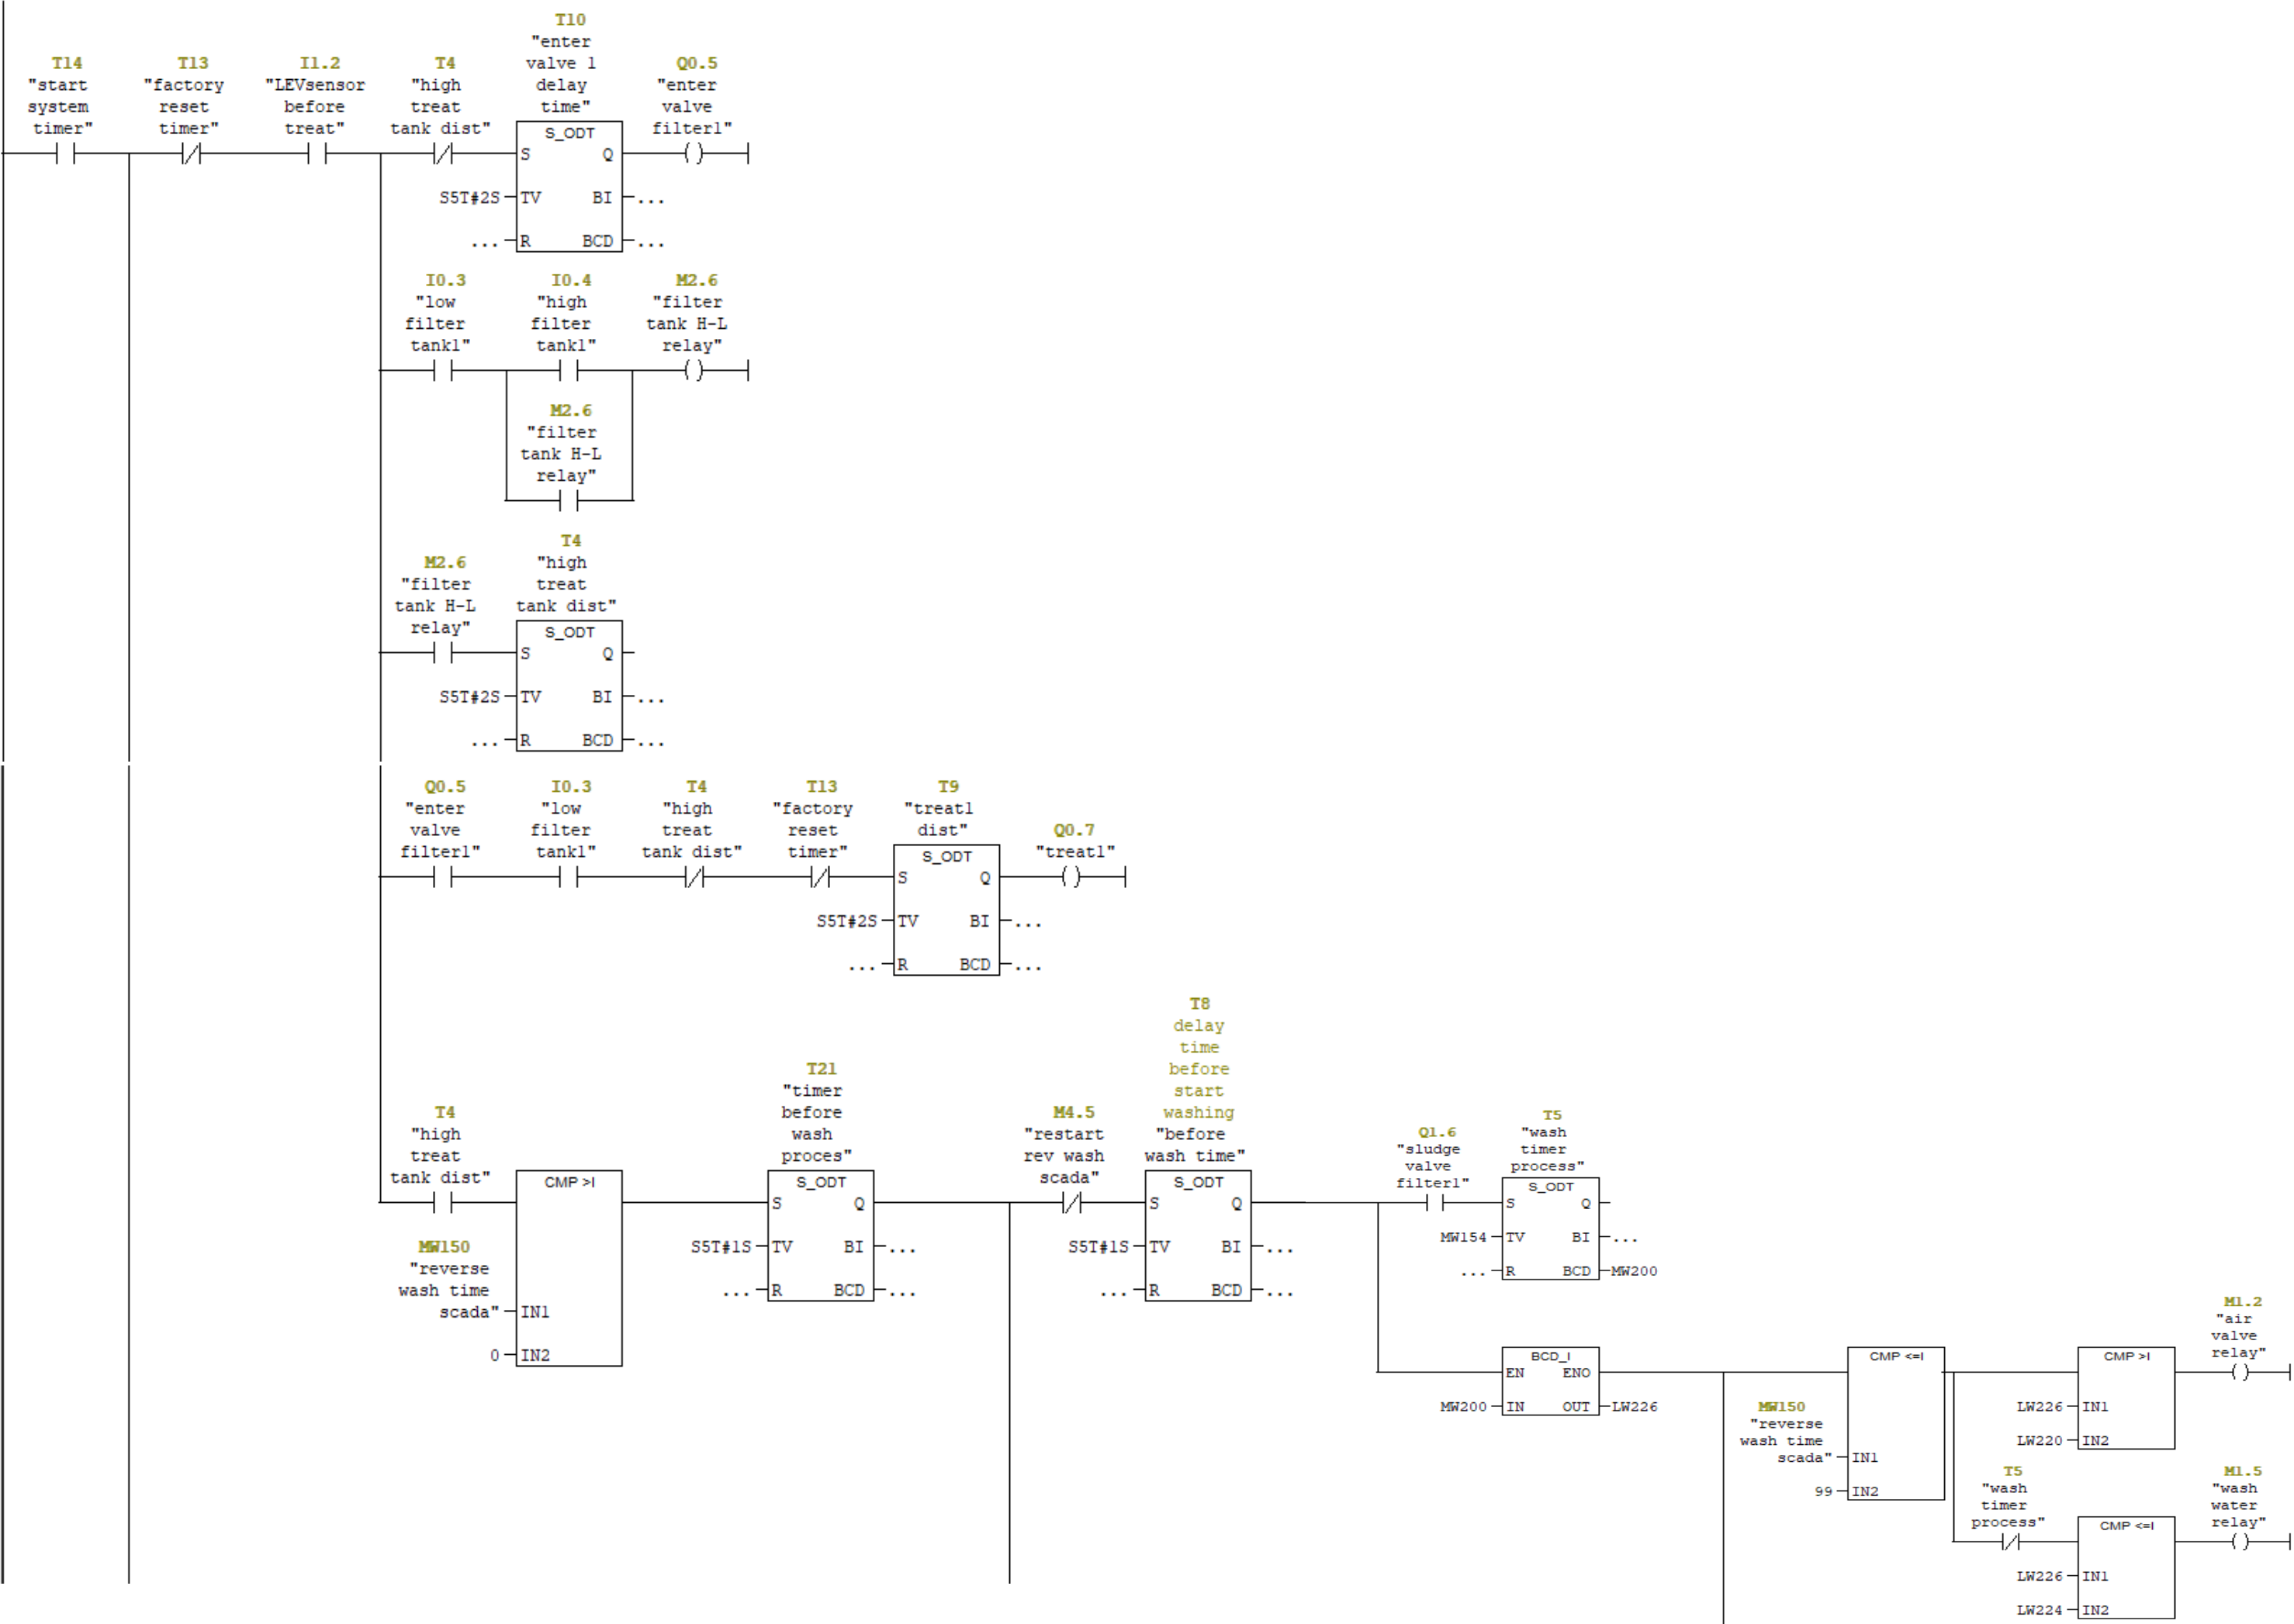 T10
"enter
T14 T13 I1.2 T4 valve 1 Q0.5
"start "factory "LEVsensor "high delay "enter
system reset before treat time" valve
timer" timer" treat" tank dist" filter1"
S_ODT
S Q
S5T#2S TV BI ...
... R BCD ...
I0.3 I0.4 M2.6
"low "high "filter
filter filter tank H-L
tank1" tank1" relay"
M2.6
"filter
tank H-L
relay"
T4
M2.6 "high
"filter treat
tank H-L tank dist"
relay"
S_ODT
S Q
S5T#2S TV BI ...
... R BCD ...
Q0.5 I0.3 T4 T13 T9
"enter "low "high "factory "treat1
valve filter treat reset dist" Q0.7
filter1" tank1" tank dist" timer" "treat1"
S_ODT
S Q
S5T#2S TV BI ...
... R BCD ...
T8
delay
time
T21 before
"timer start
T4 before M4.5 washing T5
"high wash "restart "before Q1.6 "wash
treat proces" rev wash wash time" "sludge timer
tank dist" scada" valve process"
filter1"
CMP >I S_ODT S_ODT S_ODT
S Q S Q S Q
MW150 S5T#1S TV BI ... S5T#1S TV BI ... MW154 TV BI ...
"reverse ... R BCD ... ... R BCD ... ... R BCD MW200
wash time
scada" IN1
0 IN2
M1.2
"air
valve
relay"
BCD_I CMP <=I CMP >I
EN ENO
MW200 IN OUT LW226 MW150 LW226 IN1
"reverse LW220 IN2
wash time
scada" IN1
99 IN2
T5 M1.5
"wash "wash
timer water
process" relay"
CMP <=I
LW226 IN1
LW224 IN2